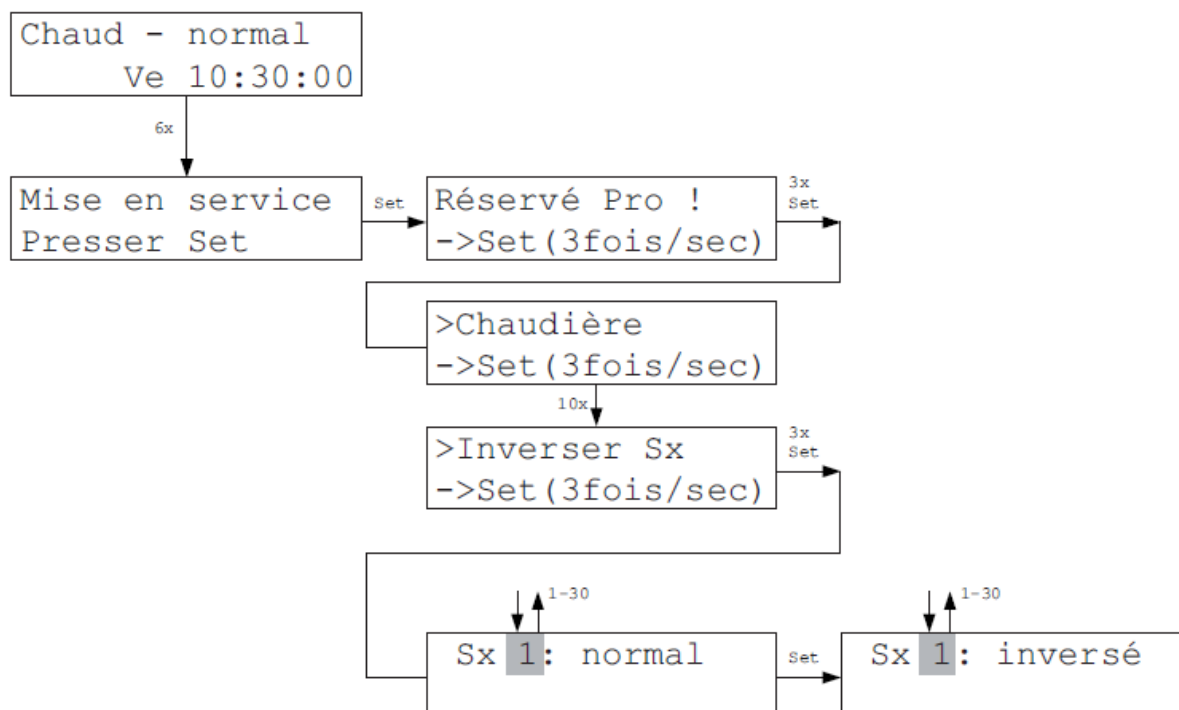 Chaud - normal
Ve 10:30:00
6x
Mise en service
Presser Set
Set
Réservé Pro !
->Set(3fois/sec)
3x
Set
>Chaudière
->Set(3fois/sec)
10x
>Inverser Sx
->Set(3fois/sec)
3x
Set
1-30
Sx 1: normal
Set
1-30
Sx 1: inversé